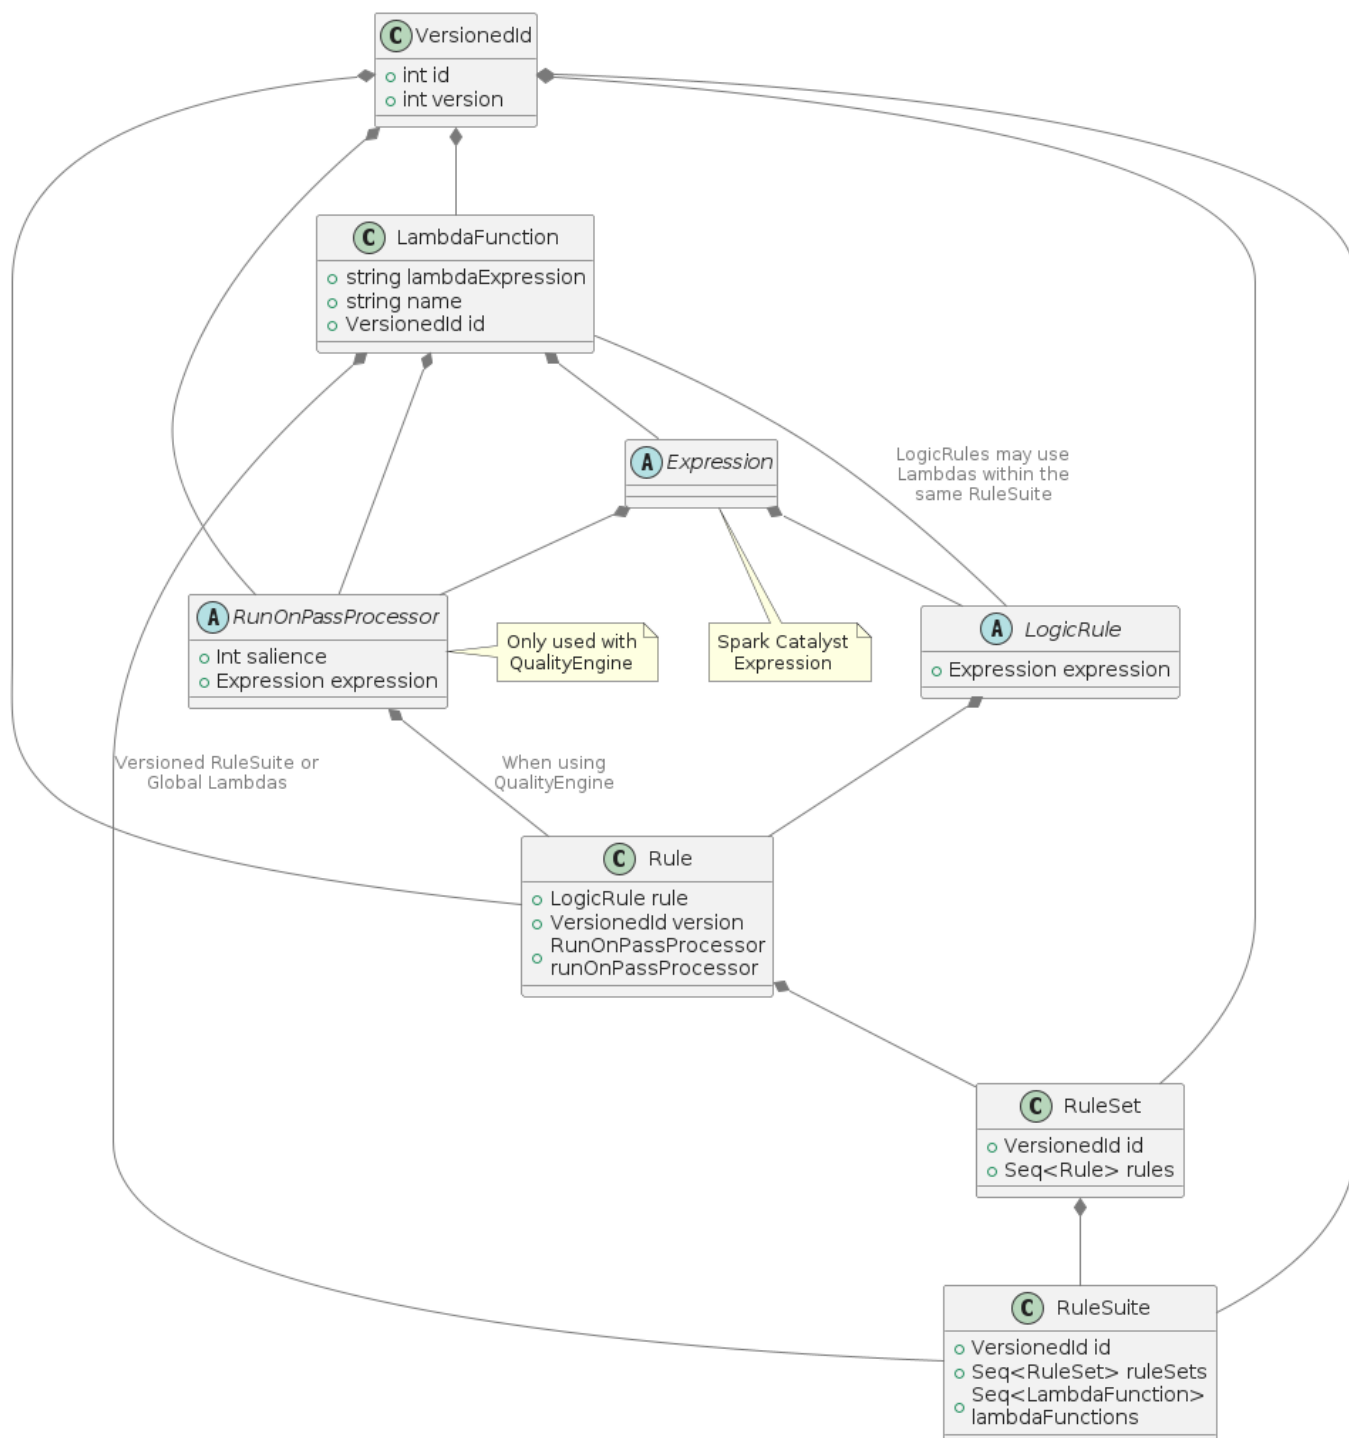 C VersionedId
int id
int version
C LambdaFunction
string lambdaExpression
string name
VersionedId id
A Expression
LogicRules may use
Lambdas within the
same RuleSuite
A RunOnPassProcessor
Int salience
Expression expression
Only used with
QualityEngine
Spark Catalyst
Expression
A LogicRule
Expression expression
Versioned RuleSuite or
Global Lambdas
When using
QualityEngine
C Rule
LogicRule rule
VersionedId version
RunOnPassProcessor
runOnPassProcessor
C RuleSet
VersionedId id
Seq<Rule> rules
C RuleSuite
VersionedId id
Seq<RuleSet> ruleSets
Seq<LambdaFunction>
lambdaFunctions